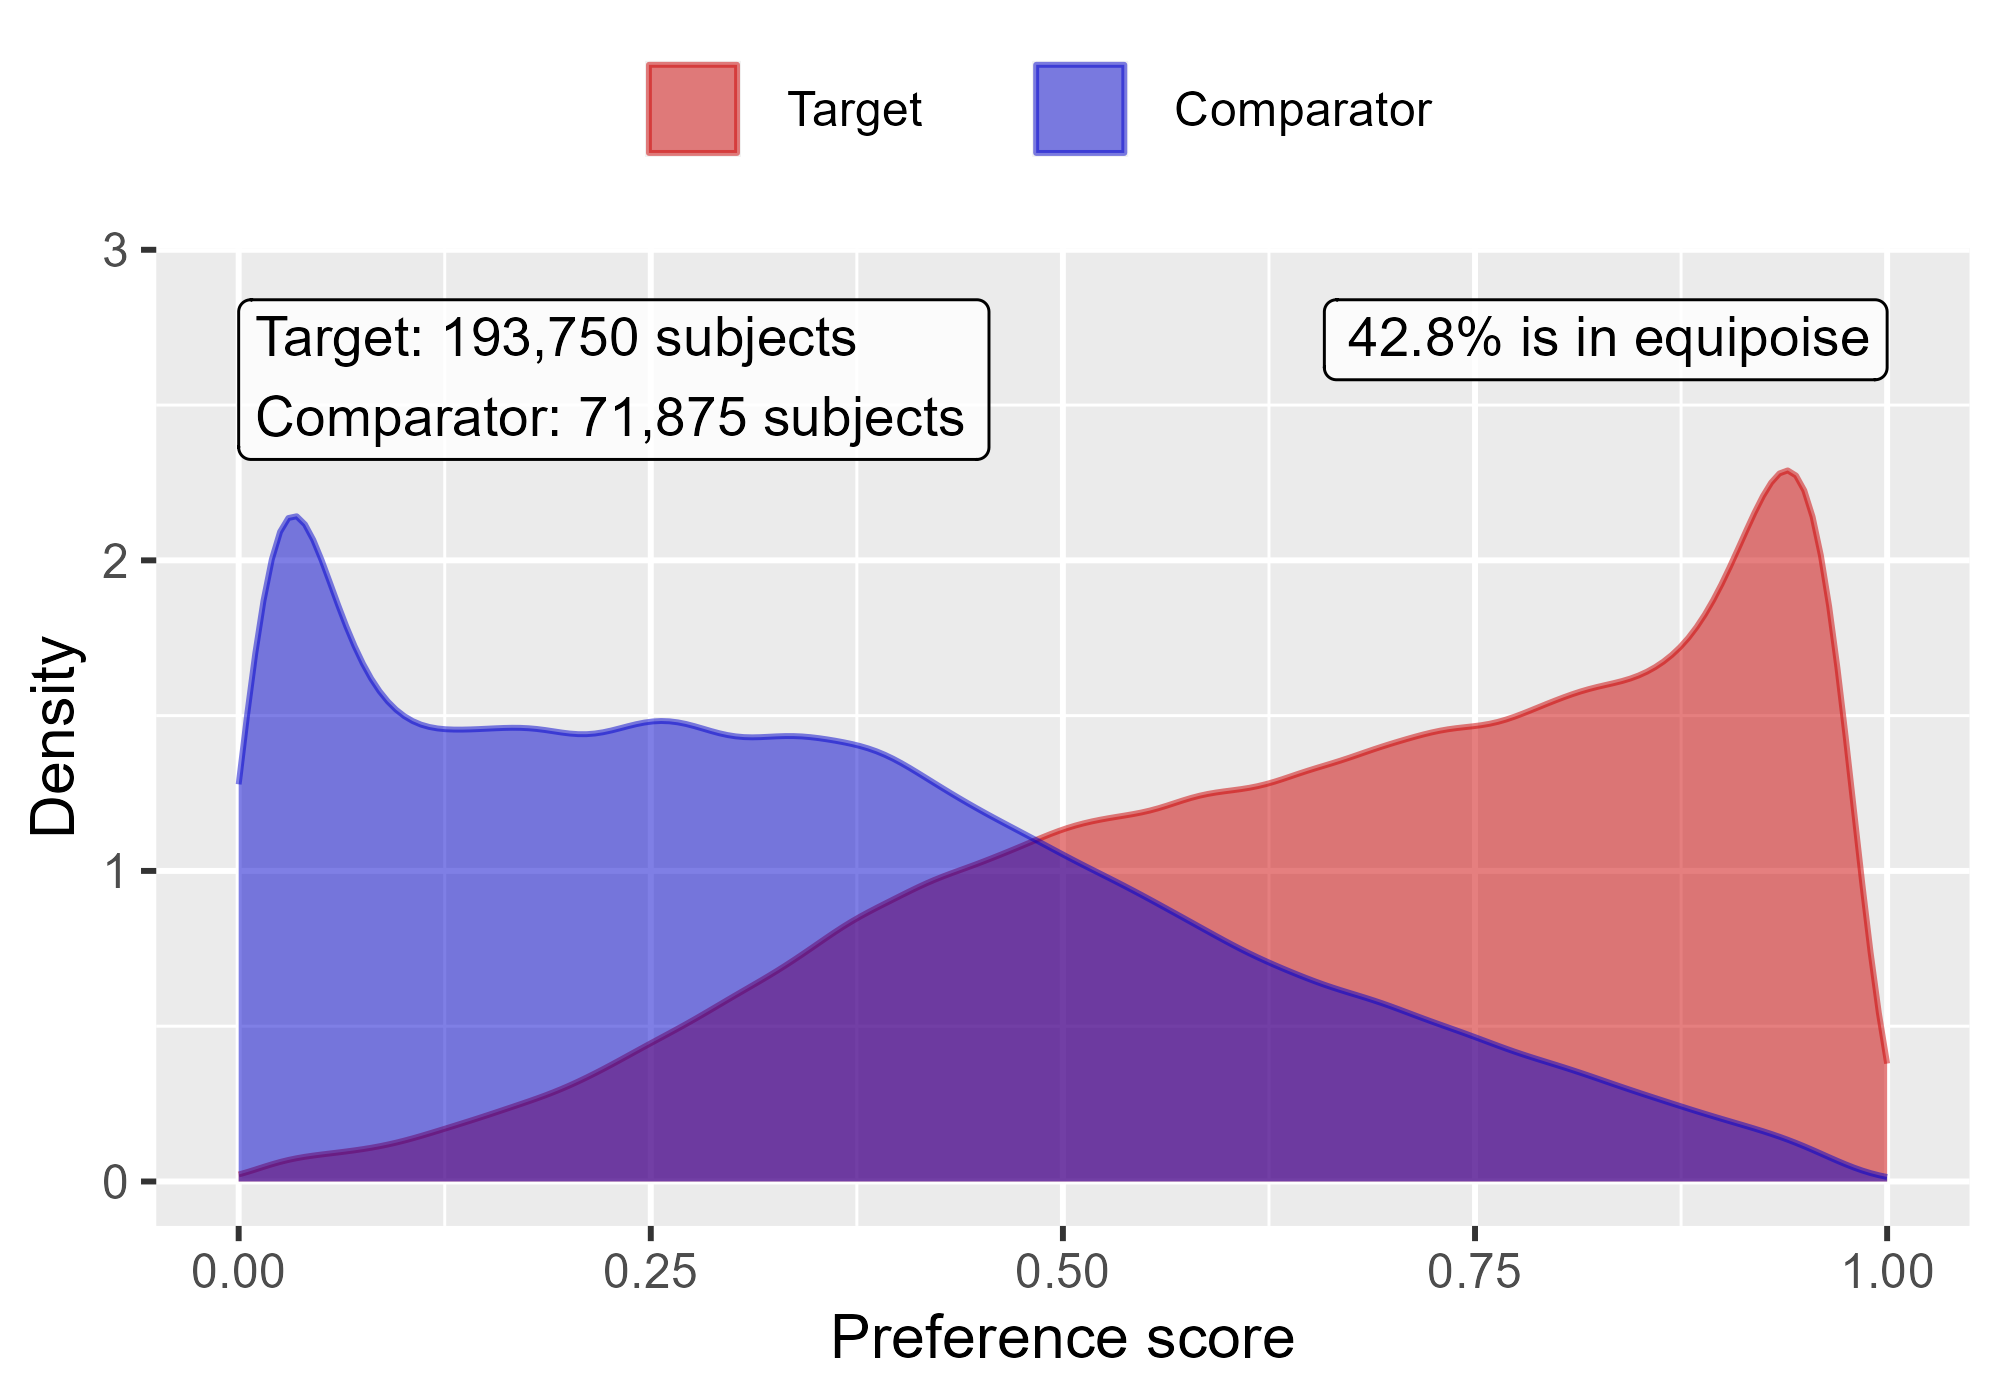 Target
Comparator
Target: 193,750 subjects
Comparator: 71,875 subjects
42.8% is in equipoise
Density
3
2
1
0
0.00
0.25
0.50
0.75
1.00
Preference score